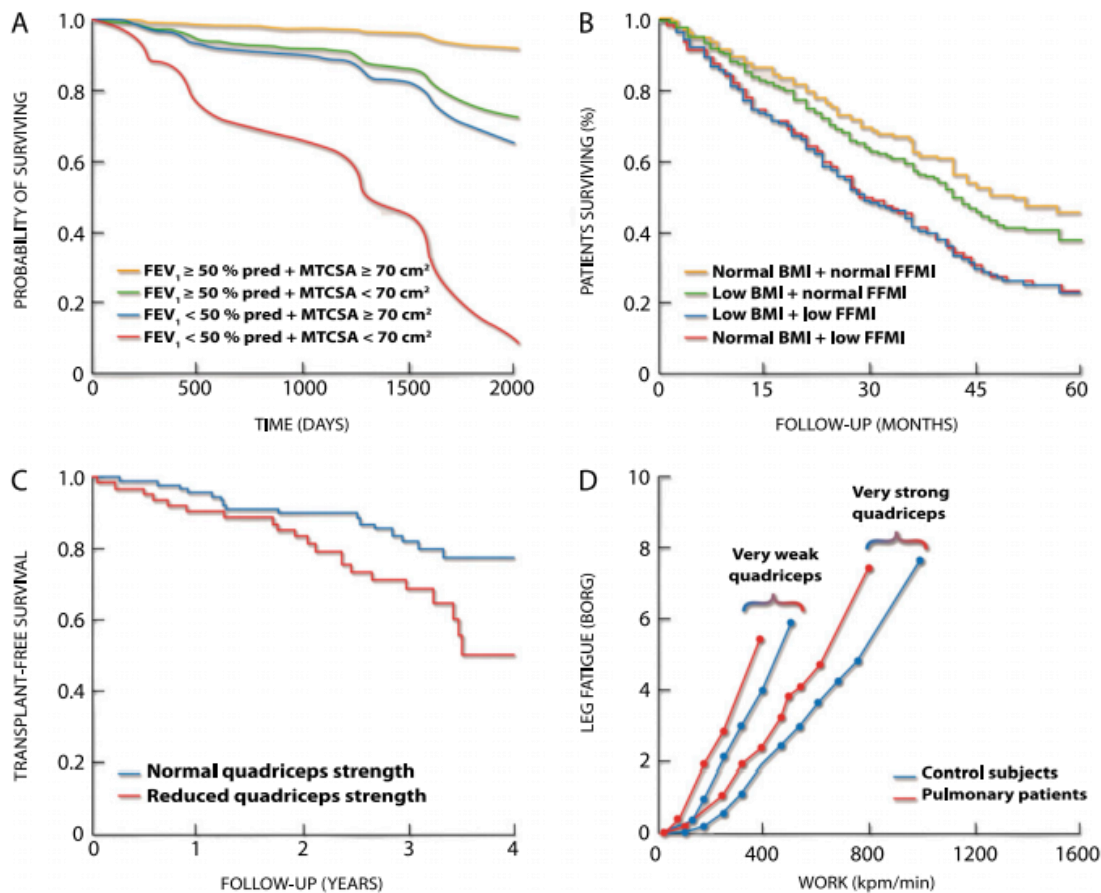 A
PROBABILITY OF SURVIVING
1.0
0.8
0.6
0.4
0.2
0
FEV₁ ≥ 50 % pred + MTCSA ≥ 70 cm²
FEV₁ ≥ 50 % pred + MTCSA < 70 cm²
FEV₁ < 50 % pred + MTCSA ≥ 70 cm²
FEV₁ < 50 % pred + MTCSA < 70 cm²
0 500 1000 1500 2000
TIME (DAYS)
B
PATIENTS SURVIVING (%)
1.0
0.8
0.6
0.4
0.2
0
Normal BMI + normal FFMI
Low BMI + normal FFMI
Low BMI + low FFMI
Normal BMI + low FFMI
0 15 30 45 60
FOLLOW-UP (MONTHS)
C
TRANSPLANT-FREE SURVIVAL
1.0
0.8
0.6
0.4
0.2
0
Normal quadriceps strength
Reduced quadriceps strength
0 1 2 3 4
FOLLOW-UP (YEARS)
D
LEG FATIGUE (BORG)
10
8
6
4
2
0
Very strong
quadriceps
Very weak
quadriceps
Control subjects
Pulmonary patients
0 400 800 1200 1600
WORK (kpm/min)